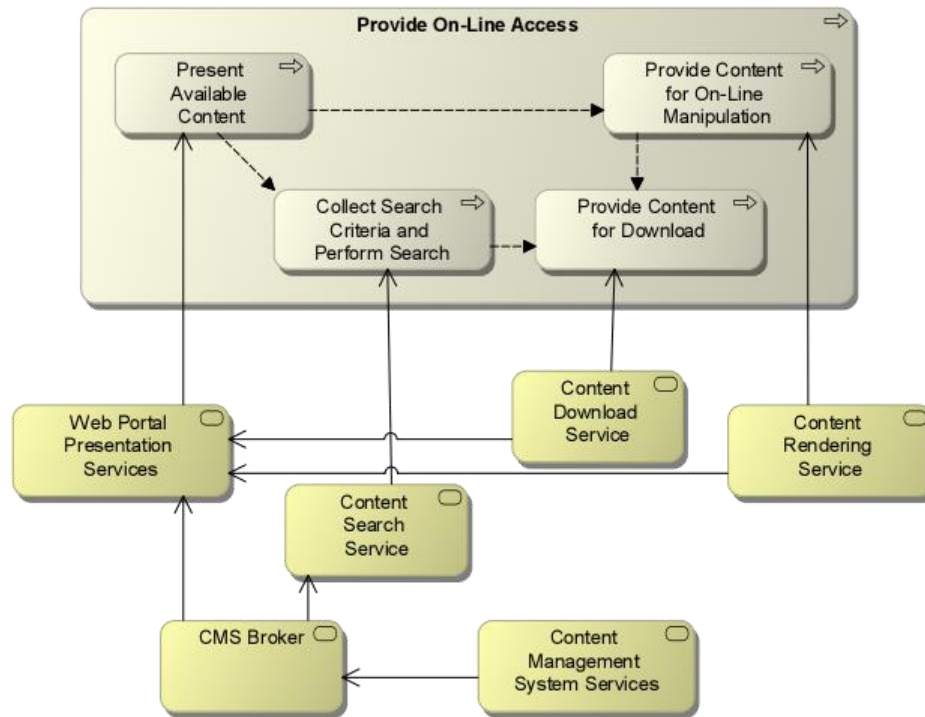 Provide On-Line Access
Present
Available
Content
Provide Content
for On-Line
Manipulation
Collect Search
Criteria and
Perform Search
Provide Content
for Download
Web Portal
Presentation
Services
Content
Download
Service
Content
Rendering
Service
Content
Search
Service
CMS Broker
Content
Management
System Services